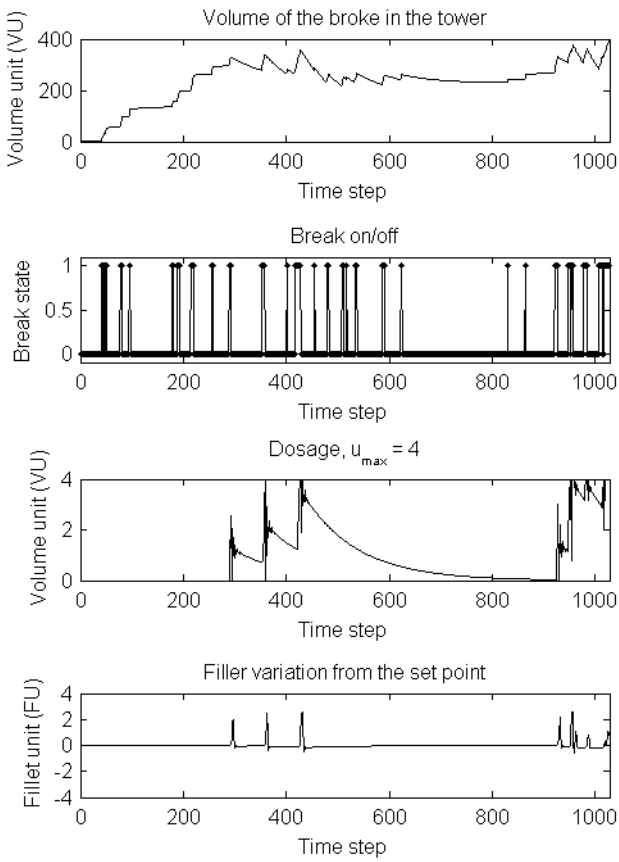 Volume of the broke in the tower
Volume unit (VU)
400
200
0
0 200 400 600 800 1000
Time step
Break on/off
Break state
1
0.5
0
0 200 400 600 800 1000
Time step
Dosage, u_max = 4
Volume unit (VU)
4
2
0
0 200 400 600 800 1000
Time step
Filler variation from the set point
Fillet unit (FU)
4
2
0
-2
-4
0 200 400 600 800 1000
Time step